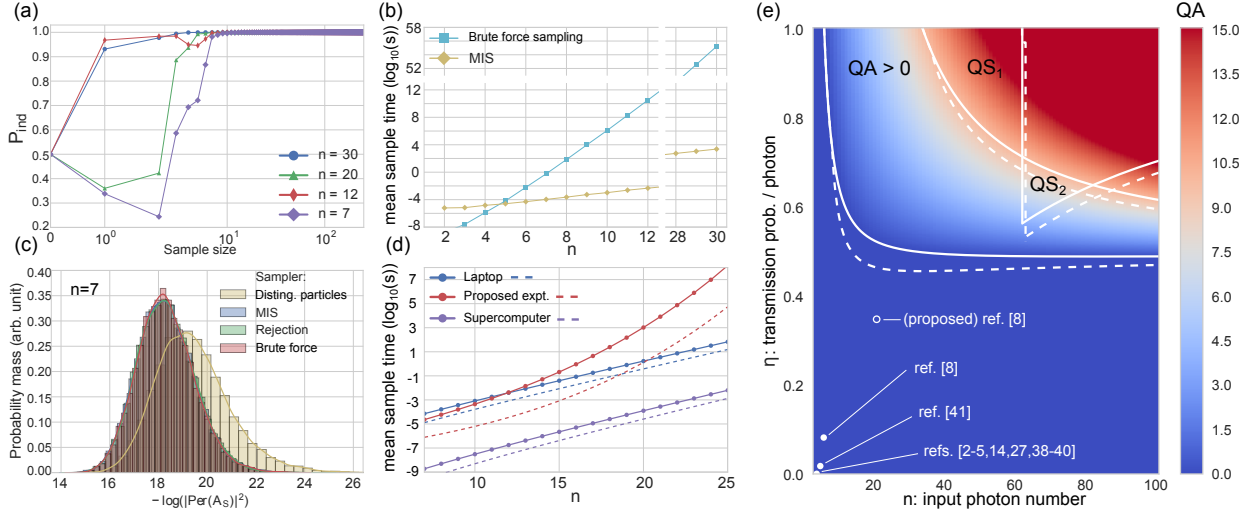 (a)
P_ind
1.0
0.9
0.8
0.7
0.6
0.5
0.4
0.3
0.2
n = 30
n = 20
n = 12
n = 7
0
10^0
10^1
10^2
Sample size
(b)
mean sample time (log10(s))
58
52
12
8
4
0
-4
-8
Brute force sampling
MIS
2
4
6
8
10
12
28
30
n
(c)
Probability mass (arb. unit)
0.40
0.35
0.30
0.25
0.20
0.15
0.10
0.05
0.00
n=7
Sampler:
Disting. particles
MIS
Rejection
Brute force
14
16
18
20
22
24
26
− log(|Per(A_S)|^2)
(d)
mean sample time (log10(s))
7
5
3
1
-1
-3
-5
-7
-9
Laptop
Proposed expt.
Supercomputer
10
15
20
25
n
(e)
η: transmission prob. / photon
1.0
0.8
0.6
0.4
0.2
0.0
QA > 0
QS1
QS2
(proposed) ref. [8]
ref. [8]
ref. [41]
refs. [2-5,14,27,38-40]
20
40
60
80
100
n: input photon number
QA
15.0
13.5
12.0
10.5
9.0
7.5
6.0
4.5
3.0
1.5
0.0